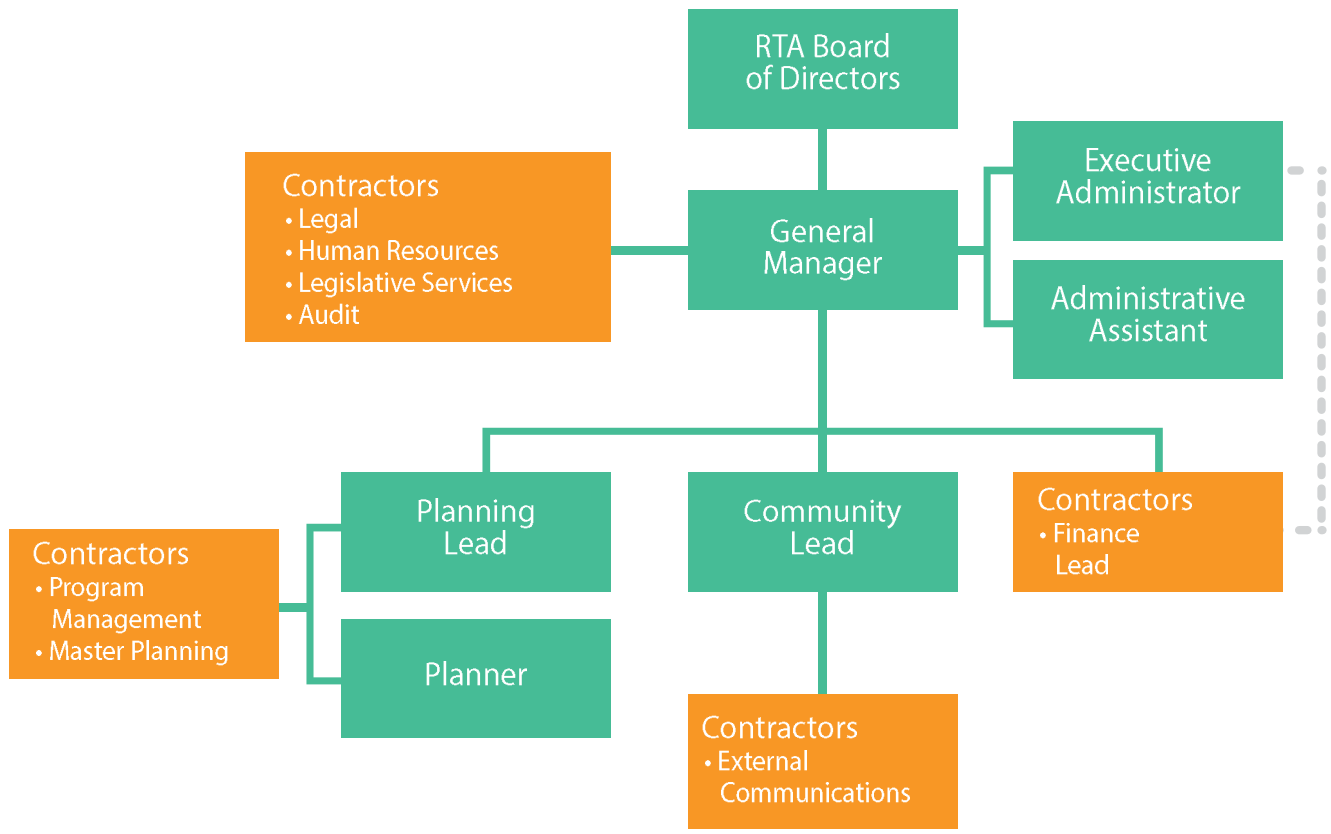 RTA Board
of Directors
Executive
Administrator
Contractors
• Legal
• Human Resources
• Legislative Services
• Audit
General
Manager
Administrative
Assistant
Planning
Lead
Community
Lead
Contractors
• Finance
Lead
Contractors
• Program
Management
• Master Planning
Planner
Contractors
• External
Communications